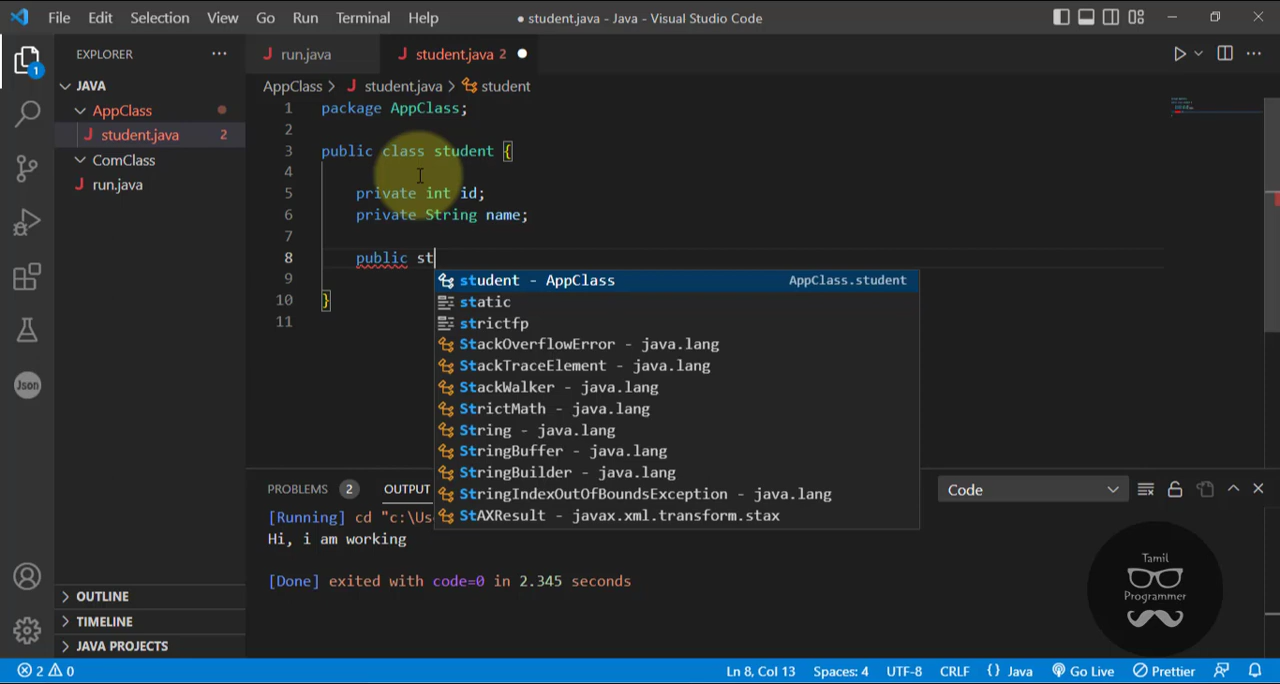 File Edit Selection View Go Run Terminal Help
● student.java - Java - Visual Studio Code
EXPLORER
1
JAVA
AppClass
student.java 2
ComClass
run.java
OUTLINE
TIMELINE
JAVA PROJECTS
Json
run.java
student.java 2
AppClass > student.java > student
1 package AppClass;
2
3 public class student {
4
5 private int id;
6 private String name;
7
8 public st
9
10 }
11
student - AppClass AppClass.student
static
strictfp
StackOverflowError - java.lang
StackTraceElement - java.lang
StackWalker - java.lang
StrictMath - java.lang
String - java.lang
StringBuffer - java.lang
StringBuilder - java.lang
StringIndexOutOfBoundsException - java.lang
StAXResult - javax.xml.transform.stax
PROBLEMS 2 OUTPUT
Code
[Running] cd "c:\Us
Hi, i am working
[Done] exited with code=0 in 2.345 seconds
Tamil
Programmer
2 0
Ln 8, Col 13 Spaces: 4 UTF-8 CRLF {} Java Go Live Prettier